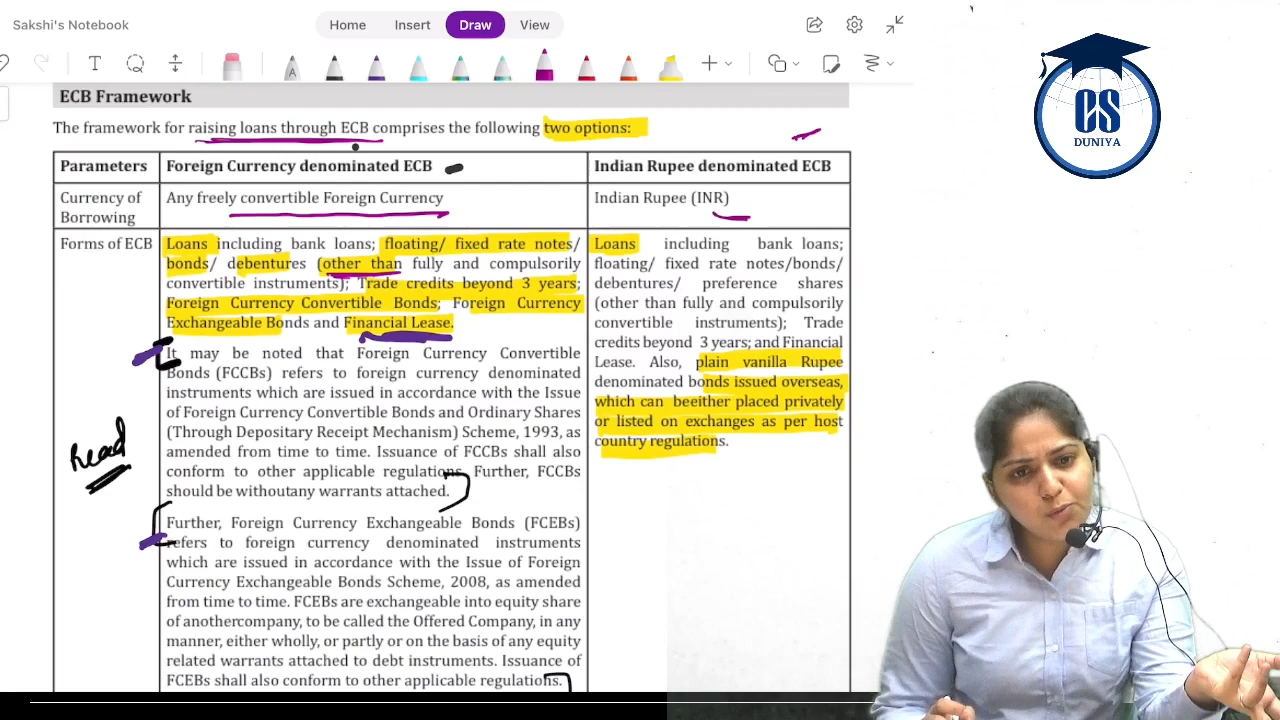 Sakshi's Notebook
Home Insert Draw View
ECB Framework
The framework for raising loans through ECB comprises the following two options:
Parameters Foreign Currency denominated ECB Indian Rupee denominated ECB
Currency of Borrowing
Any freely convertible Foreign Currency
Indian Rupee (INR)
Forms of ECB
Loans including bank loans; floating/ fixed rate notes/
bonds/ debentures (other than fully and compulsorily
convertible instruments); Trade credits beyond 3 years;
Foreign Currency Convertible Bonds; Foreign Currency
Exchangeable Bonds and Financial Lease.
It may be noted that Foreign Currency Convertible
Bonds (FCCBs) refers to foreign currency denominated
instruments which are issued in accordance with the Issue
of Foreign Currency Convertible Bonds and Ordinary Shares
(Through Depositary Receipt Mechanism) Scheme, 1993, as
amended from time to time. Issuance of FCCBs shall also
conform to other applicable regulations. Further, FCCBs
should be withoutany warrants attached.
Further, Foreign Currency Exchangeable Bonds (FCEBs)
refers to foreign currency denominated instruments
which are issued in accordance with the Issue of Foreign
Currency Exchangeable Bonds Scheme, 2008, as amended
from time to time. FCEBs are exchangeable into equity share
of anothercompany, to be called the Offered Company, in any
manner, either wholly, or partly or on the basis of any equity
related warrants attached to debt instruments. Issuance of
FCEBs shall also conform to other applicable regulations.
Loans including bank loans;
floating/ fixed rate notes/bonds/
debentures/ preference shares
(other than fully and compulsorily
convertible instruments); Trade
credits beyond 3 years; and Financial
Lease. Also, plain vanilla Rupee
denominated bonds issued overseas,
which can beeither placed privately
or listed on exchanges as per host
country regulations.
Read
CS
DUNIYA